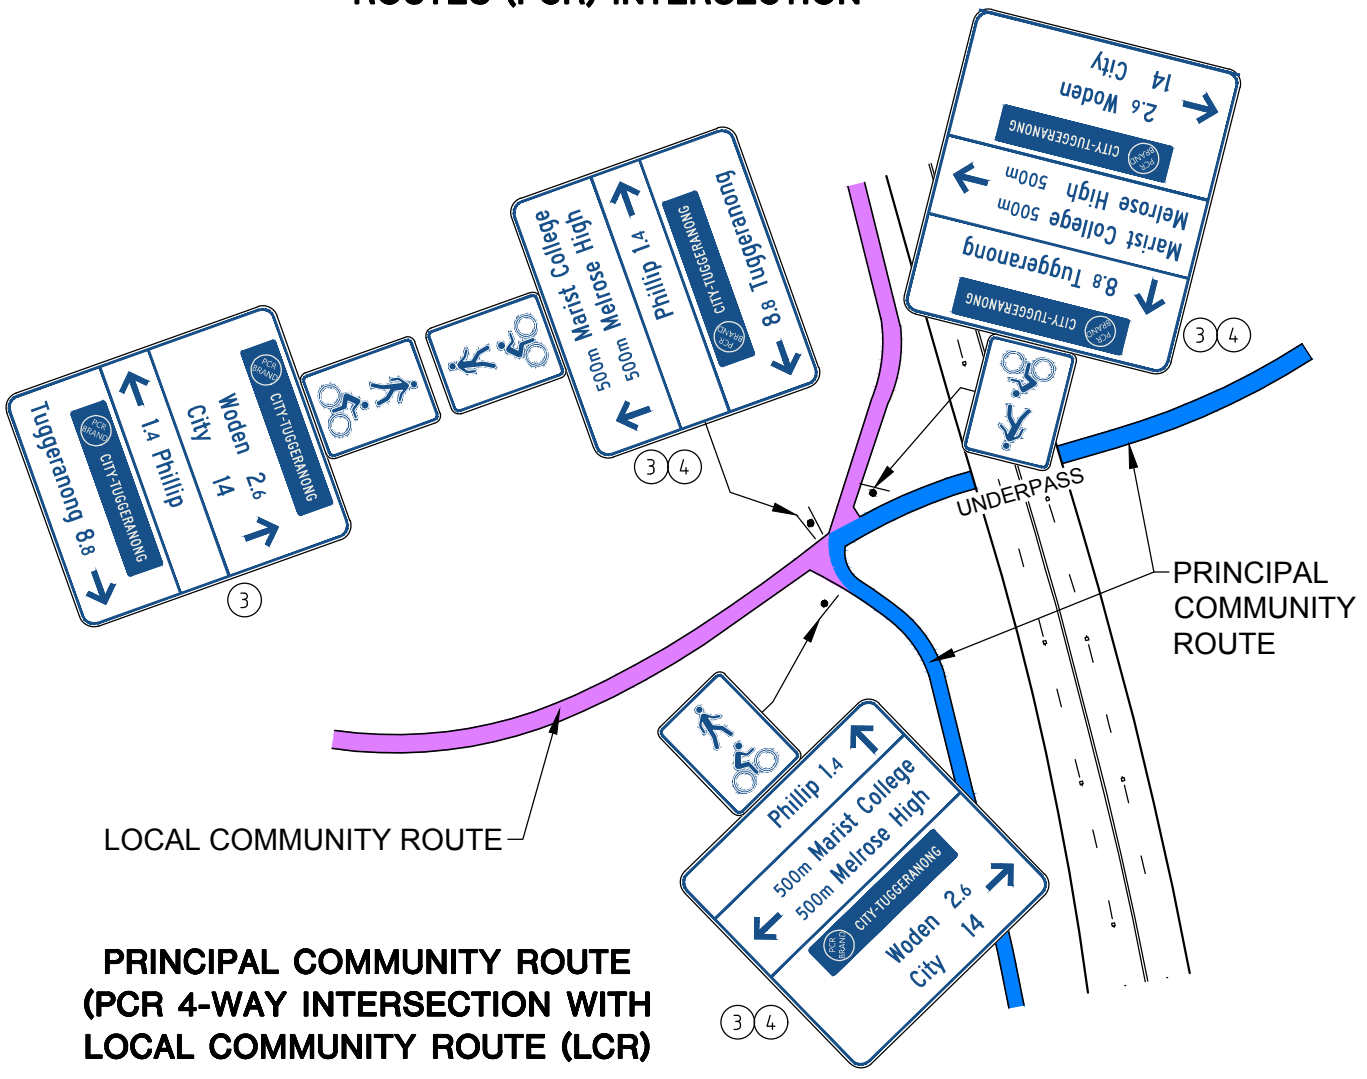 ROUTES (PCR) INTERSECTION
City 14
Woden 2.6
PCR BRAND
CITY-TUGGERANONG
Melrose High 500m
Marist College 500m
8.8 Tuggeranong
PCR BRAND
CITY-TUGGERANONG
3 4
500m Marist College
500m Melrose High
Phillip 1.4
PCR BRAND
CITY-TUGGERANONG
8.8 Tuggeranong
3 4
PCR BRAND
CITY-TUGGERANONG
Woden 2.6
City 14
1.4 Phillip
PCR BRAND
CITY-TUGGERANONG
Tuggeranong 8.8
3
UNDERPASS
PRINCIPAL
COMMUNITY
ROUTE
LOCAL COMMUNITY ROUTE
Phillip 1.4
500m Marist College
500m Melrose High
PCR BRAND
CITY-TUGGERANONG
Woden 2.6
City 14
3 4
PRINCIPAL COMMUNITY ROUTE
(PCR 4-WAY INTERSECTION WITH
LOCAL COMMUNITY ROUTE (LCR)